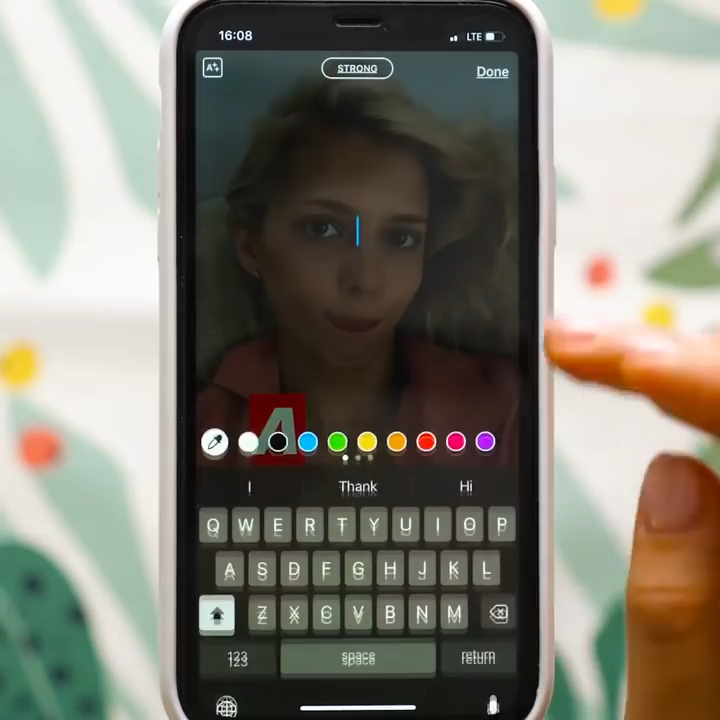 16:08 LTE
A STRONG Done
A
I Thank Hi
Q W E R T Y U I O P
A S D F G H J K L
Z X C V B N M
123 space return